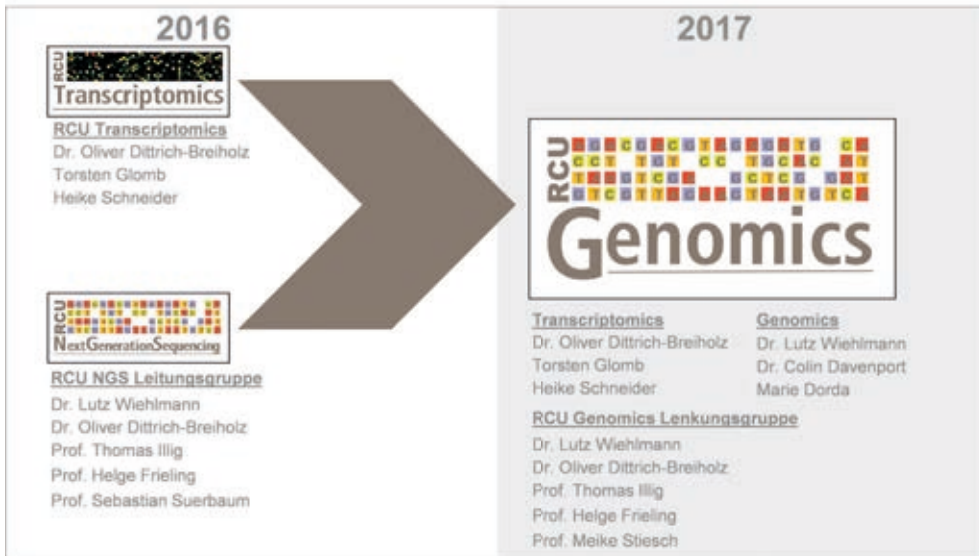 2016
RCU
Transcriptomics
RCU Transcriptomics
Dr. Oliver Dittrich-Breiholz
Torsten Glomb
Heike Schneider
RCU
NextGenerationSequencing
RCU NGS Leitungsgruppe
Dr. Lutz Wiehlmann
Dr. Oliver Dittrich-Breiholz
Prof. Thomas Illig
Prof. Helge Frieling
Prof. Sebastian Suerbaum
2017
RCU
Genomics
Transcriptomics
Dr. Oliver Dittrich-Breiholz
Torsten Glomb
Heike Schneider
Genomics
Dr. Lutz Wiehlmann
Dr. Colin Davenport
Marie Dorda
RCU Genomics Lenkungsgruppe
Dr. Lutz Wiehlmann
Dr. Oliver Dittrich-Breiholz
Prof. Thomas Illig
Prof. Helge Frieling
Prof. Meike Stiesch